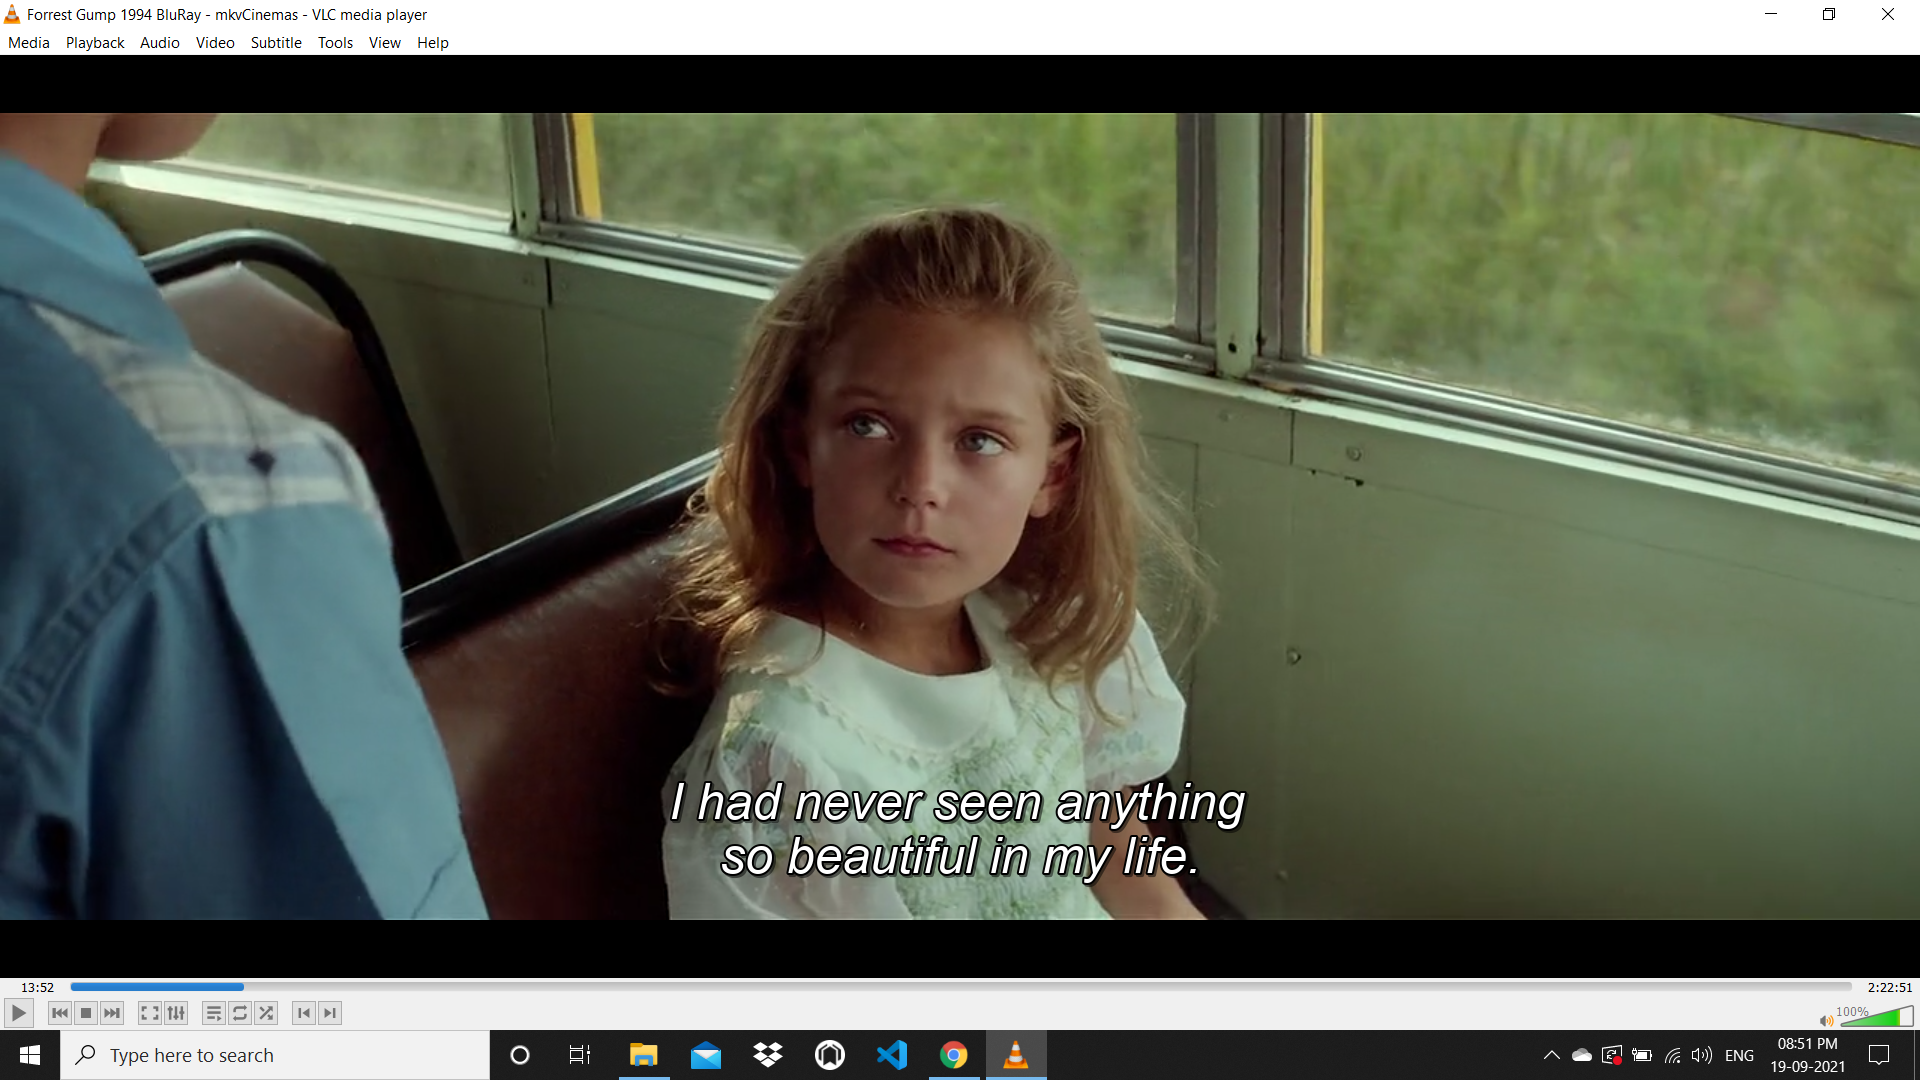 Forrest Gump 1994 BluRay - mkvCinemas - VLC media player
Media Playback Audio Video Subtitle Tools View Help
I had never seen anything
so beautiful in my life.
13:52
2:22:51
100%
Type here to search
ENG
08:51 PM
19-09-2021